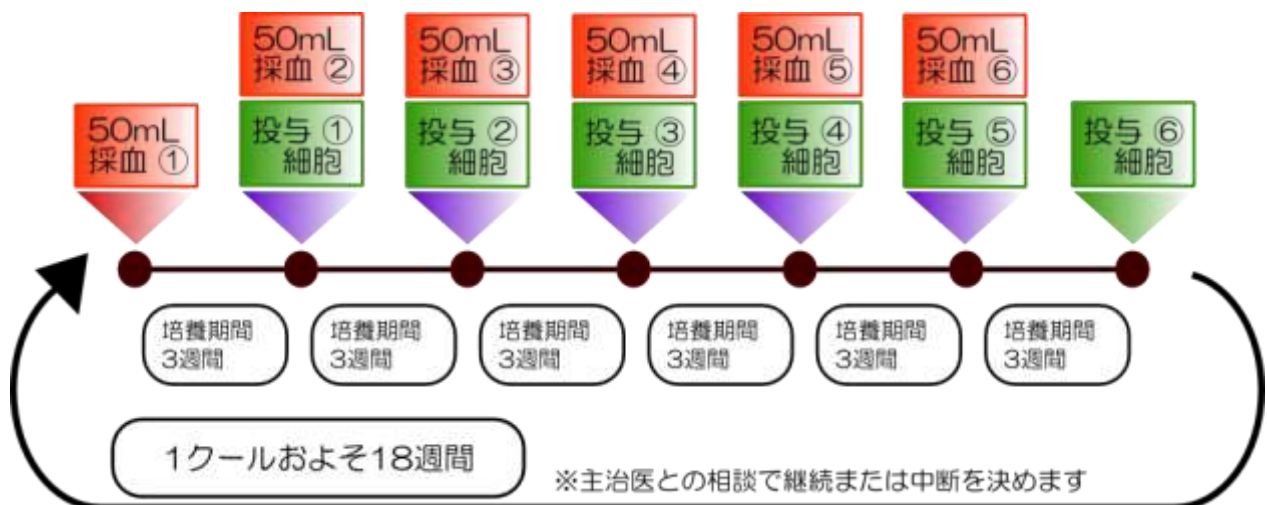 50mL
採血 ②
50mL
採血 ③
50mL
採血 ④
50mL
採血 ⑤
50mL
採血 ⑥
50mL
採血 ①
投与 ①
細胞
投与 ②
細胞
投与 ③
細胞
投与 ④
細胞
投与 ⑤
細胞
投与 ⑥
細胞
培養期間
3週間
培養期間
3週間
培養期間
3週間
培養期間
3週間
培養期間
3週間
培養期間
3週間
1クールおよそ18週間
※主治医との相談で継続または中断を決めます